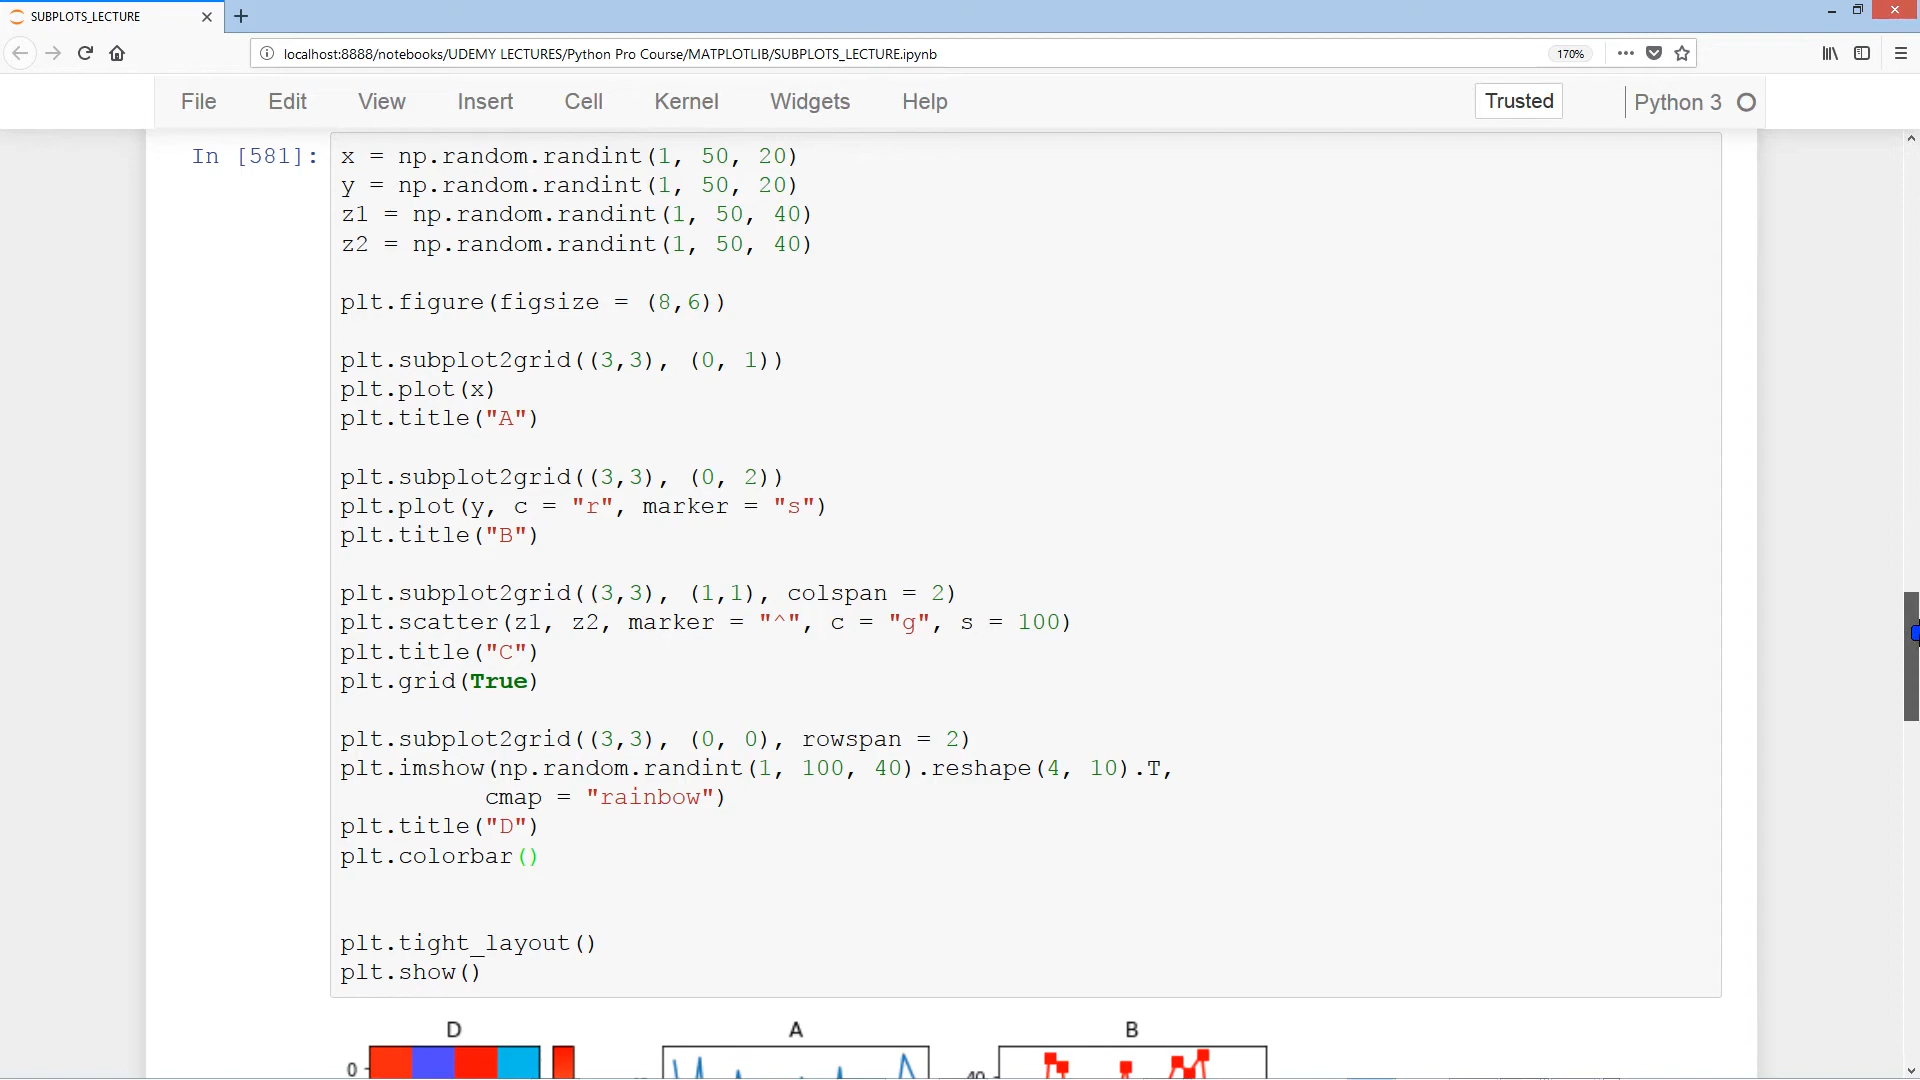 SUBPLOTS_LECTURE
localhost:8888/notebooks/UDEMY LECTURES/Python Pro Course/MATPLOTLIB/SUBPLOTS_LECTURE.ipynb
170%
File Edit View Insert Cell Kernel Widgets Help Trusted Python 3
In [581]:
x = np.random.randint(1, 50, 20)
y = np.random.randint(1, 50, 20)
z1 = np.random.randint(1, 50, 40)
z2 = np.random.randint(1, 50, 40)
plt.figure(figsize = (8,6))
plt.subplot2grid((3,3), (0, 1))
plt.plot(x)
plt.title("A")
plt.subplot2grid((3,3), (0, 2))
plt.plot(y, c = "r", marker = "s")
plt.title("B")
plt.subplot2grid((3,3), (1,1), colspan = 2)
plt.scatter(z1, z2, marker = "^", c = "g", s = 100)
plt.title("C")
plt.grid(True)
plt.subplot2grid((3,3), (0, 0), rowspan = 2)
plt.imshow(np.random.randint(1, 100, 40).reshape(4, 10).T,
cmap = "rainbow")
plt.title("D")
plt.colorbar()
plt.tight_layout()
plt.show()
D A B
0